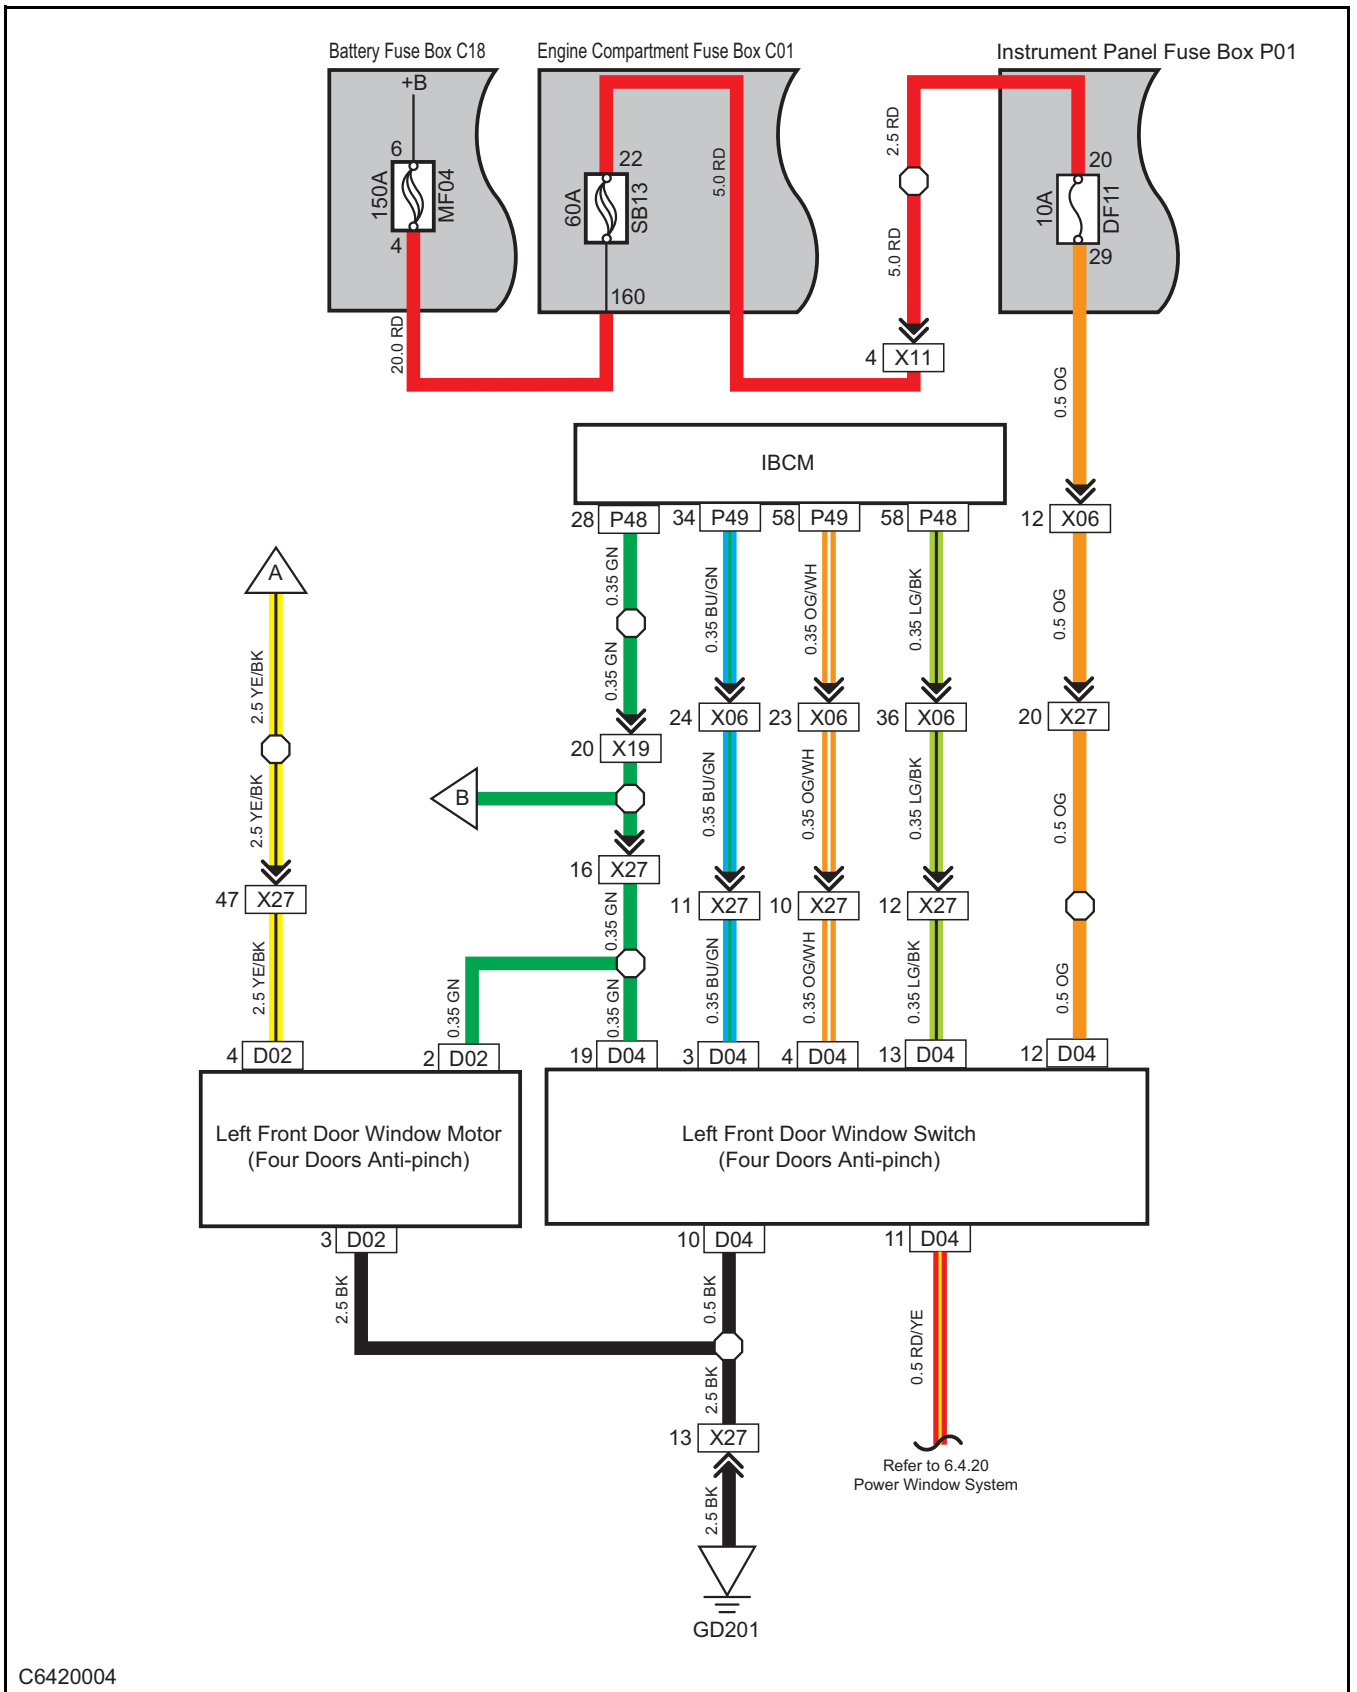 Battery Fuse Box C18
Engine Compartment Fuse Box C01
Instrument Panel Fuse Box P01
+B
6
150A
MF04
4
20.0 RD
22
60A
SB13
160
5.0 RD
2.5 RD
5.0 RD
4 X11
20
10A
DF11
29
0.5 OG
IBCM
28 P48
34 P49
58 P49
58 P48
12 X06
A
0.35 GN
0.35 BU/GN
0.35 OG/WH
0.35 LG/BK
0.5 OG
2.5 YE/BK
0.35 GN
24 X06
23 X06
36 X06
20 X27
20 X19
B
2.5 YE/BK
0.35 BU/GN
0.35 OG/WH
0.35 LG/BK
0.5 OG
16 X27
47 X27
11 X27
10 X27
12 X27
0.35 GN
2.5 YE/BK
0.35 GN
0.35 GN
0.35 BU/GN
0.35 OG/WH
0.35 LG/BK
0.5 OG
4 D02
2 D02
19 D04
3 D04
4 D04
13 D04
12 D04
Left Front Door Window Motor
(Four Doors Anti-pinch)
Left Front Door Window Switch
(Four Doors Anti-pinch)
3 D02
10 D04
11 D04
2.5 BK
0.5 BK
0.5 RD/YE
2.5 BK
13 X27
Refer to 6.4.20
Power Window System
2.5 BK
GD201
C6420004